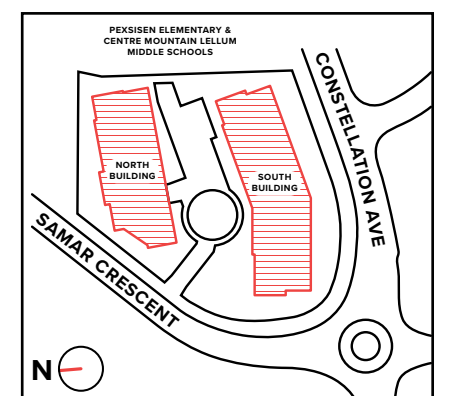 PEXSISEN ELEMENTARY &
CENTRE MOUNTAIN LELLUM
MIDDLE SCHOOLS
CONSTELLATION AVE
NORTH
BUILDING
SOUTH
BUILDING
SAMAR CRESCENT
N